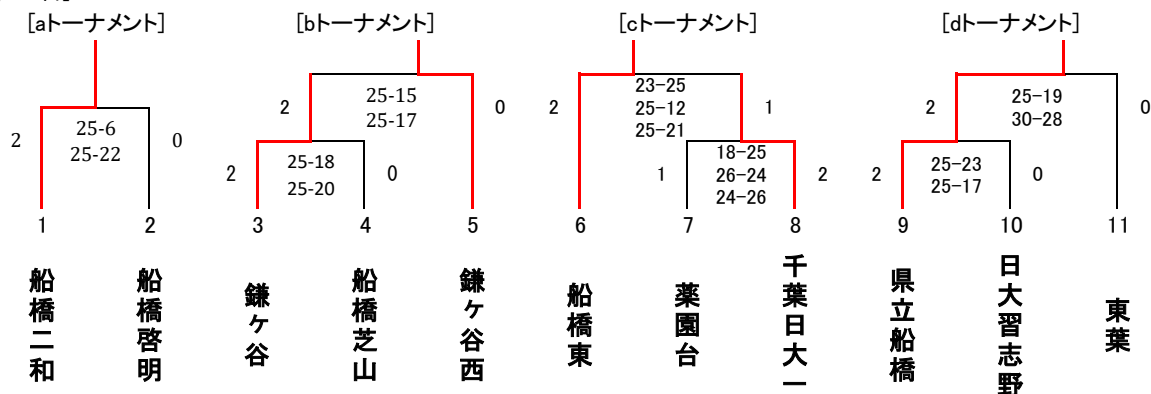 [aトーナメント] [bトーナメント] [cトーナメント] [dトーナメント]
2 25-6 0
25-22
2 25-15 0
25-17
2 25-18 0
25-20
2 23-25 1
25-12
25-21
1 18-25 2
26-24
24-26
2 25-19 0
30-28
2 25-23 0
25-17
1 2 3 4 5 6 7 8 9 10 11
船橋二和
船橋啓明
鎌ヶ谷
船橋芝山
鎌ヶ谷西
船橋東
薬園台
千葉日大一
県立船橋
日大習志野
東葉